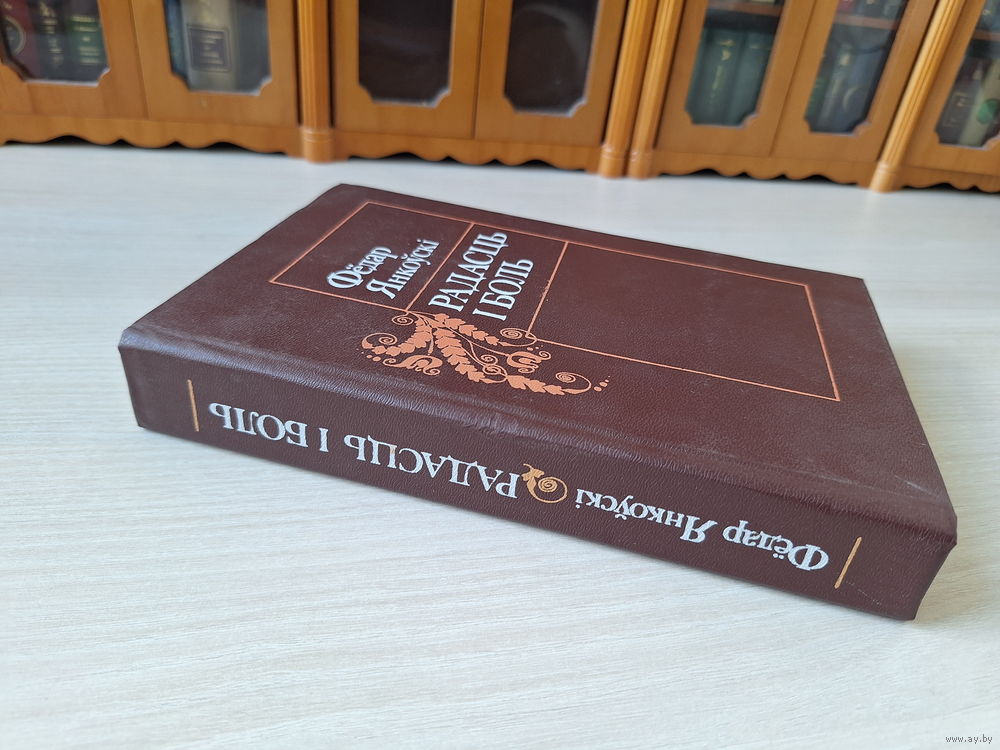 Фёдар
Янкоўскі
РАДАСЦЬ
І БОЛЬ
Фёдар Янкоўскі РАДАСЦЬ І БОЛЬ
www.ay.by